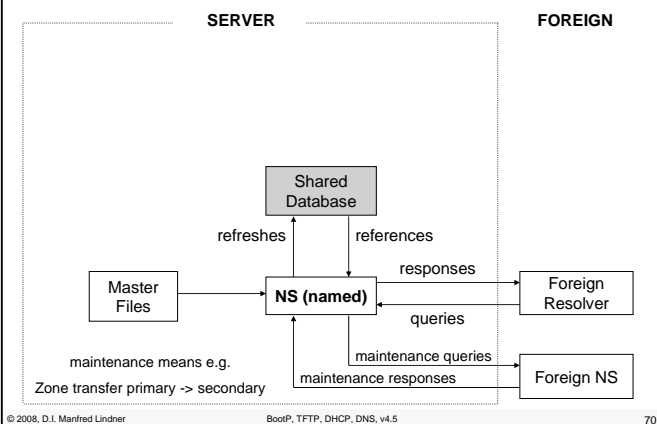 SERVER
FOREIGN
Shared
Database
refreshes
references
responses
Master
Files
NS (named)
Foreign
Resolver
queries
maintenance means e.g.
Zone transfer primary -> secondary
maintenance queries
maintenance responses
Foreign NS
© 2008, D.I. Manfred Lindner
BootP, TFTP, DHCP, DNS, v4.5
70